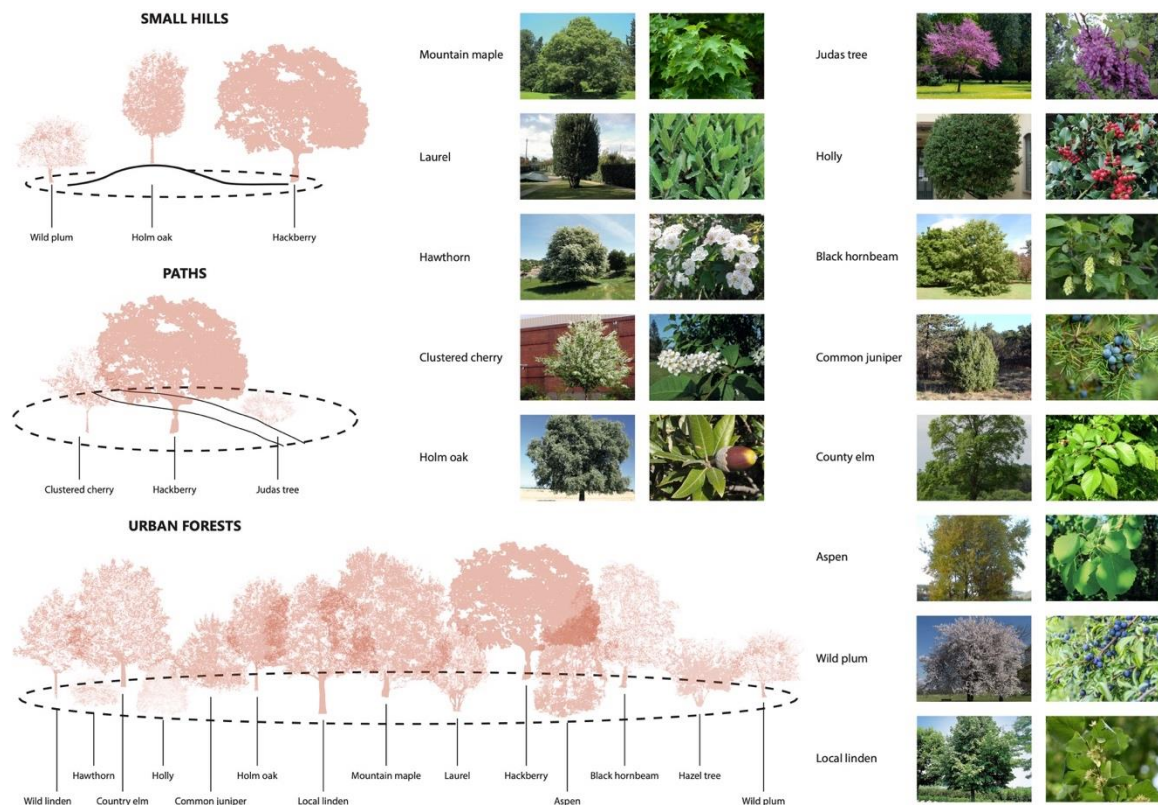 SMALL HILLS
Wild plum
Holm oak
Hackberry
PATHS
Clustered cherry
Hackberry
Judas tree
URBAN FORESTS
Hawthorn
Holly
Holm oak
Mountain maple
Laurel
Hackberry
Black hornbeam
Hazel tree
Wild linden
Country elm
Common juniper
Local linden
Aspen
Wild plum
Mountain maple
Laurel
Hawthorn
Clustered cherry
Holm oak
Judas tree
Holly
Black hornbeam
Common juniper
County elm
Aspen
Wild plum
Local linden